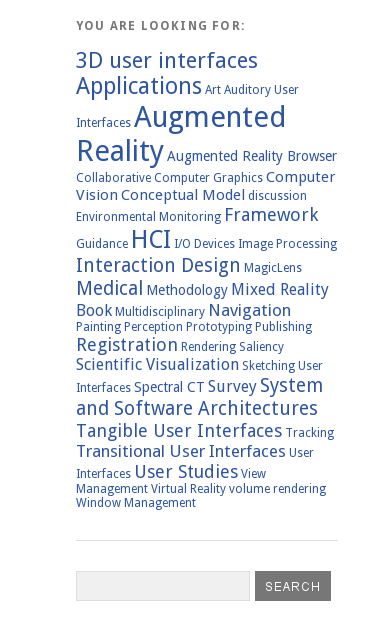 YOU ARE LOOKING FOR:
3D user interfaces
Applications Art Auditory User
Interfaces Augmented
Reality Augmented Reality Browser
Collaborative Computer Graphics Computer
Vision Conceptual Model discussion
Environmental Monitoring Framework
Guidance HCI I/O Devices Image Processing
Interaction Design MagicLens
Medical Methodology Mixed Reality
Book Multidisciplinary Navigation
Painting Perception Prototyping Publishing
Registration Rendering Saliency
Scientific Visualization Sketching User
Interfaces Spectral CT Survey System
and Software Architectures
Tangible User Interfaces Tracking
Transitional User Interfaces User
Interfaces User Studies View
Management Virtual Reality volume rendering
Window Management
SEARCH